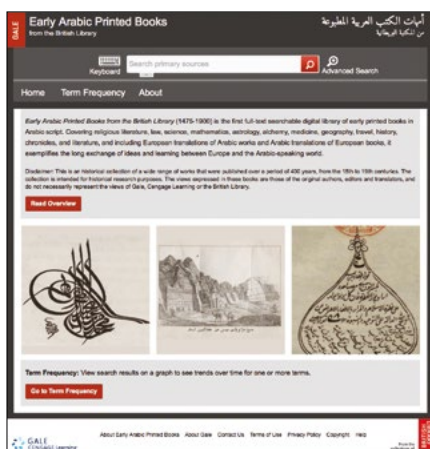 GALE
Early Arabic Printed Books
from the British Library
أمهات الكتب العربية المطبوعة
من المكتبة البريطانية
Keyboard
Search primary sources
Advanced Search
Home Term Frequency About
Early Arabic Printed Books from the British Library (1475-1900) is the first full-text searchable digital library of early printed books in
Arabic script. Covering religious literature, law, science, mathematics, astrology, alchemy, medicine, geography, travel, history,
chronicles, and literature, and including European translations of Arabic works and Arabic translations of European books, it
exemplifies the long exchange of ideas and learning between Europe and the Arabic-speaking world.
Disclaimer: This is an historical collection of a wide range of works that were published over a period of 400 years, from the 15th to 19th centuries. The
collection is intended for historical research purposes. The views expressed in these books are those of the original authors, editors and translators, and
do not necessarily represent the views of Gale, Cengage Learning or the British Library.
Read Overview
Term Frequency: View search results on a graph to see trends over time for one or more terms.
Go to Term Frequency
About Early Arabic Printed Books About Gale Contact Us Terms of Use Privacy Policy Copyright Help
GALE
CENGAGE Learning
From the
BRITISH